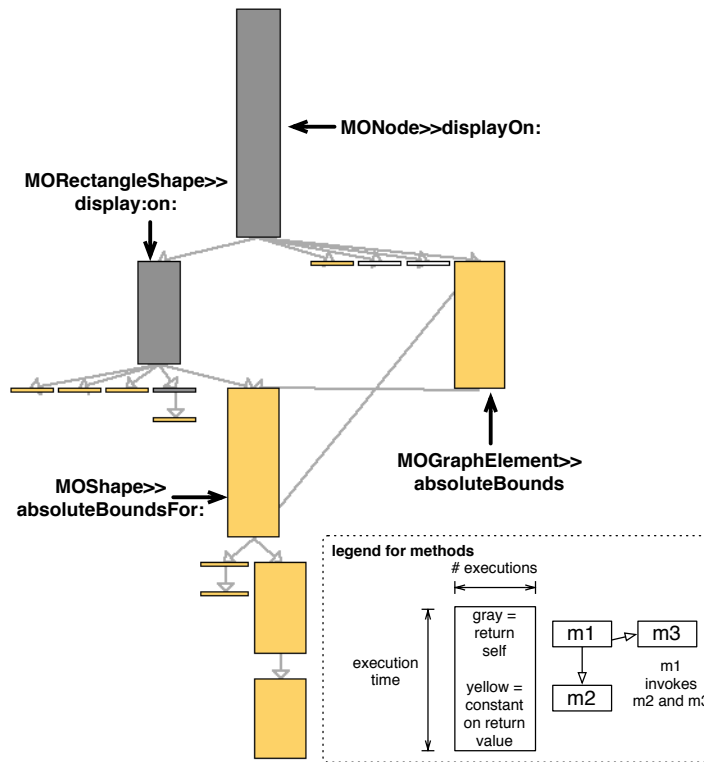 MONode>>displayOn:
MORectangleShape>>
display:on:
MOGraphElement>>
absoluteBounds
MOShape>>
absoluteBoundsFor:
legend for methods
# executions
execution
time
gray =
return
self
yellow =
constant
on return
value
m1
m3
m2
m1
invokes
m2 and m3